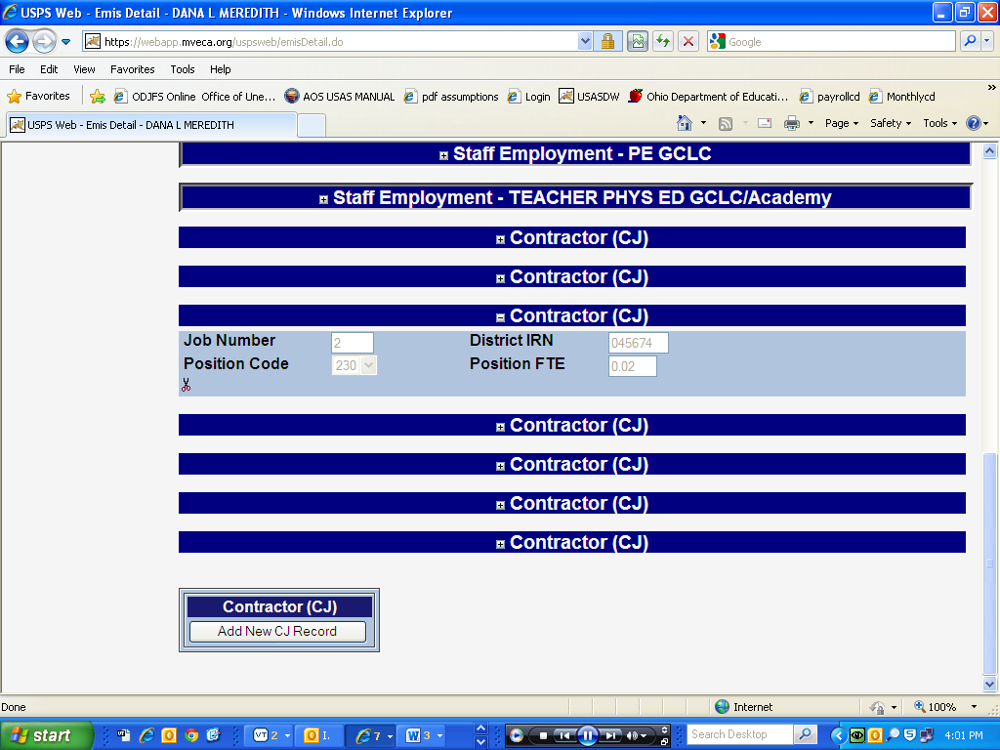 USPS Web - Emis Detail - DANA L MEREDITH - Windows Internet Explorer
https://webapp.mveca.org/uspsweb/emisDetail.do
Google
File Edit View Favorites Tools Help
Favorites ODJFS Online Office of Une... AOS USAS MANUAL pdf assumptions Login USASDW Ohio Department of Educati... payrollcd Monthlycd »
USPS Web - Emis Detail - DANA L MEREDITH
Page Safety Tools
Staff Employment - PE GCLC
Staff Employment - TEACHER PHYS ED GCLC/Academy
Contractor (CJ)
Contractor (CJ)
Contractor (CJ)
Job Number 2 District IRN 045674
Position Code 230 Position FTE 0.02
Contractor (CJ)
Contractor (CJ)
Contractor (CJ)
Contractor (CJ)
Contractor (CJ)
Add New CJ Record
Done Internet 100%
start VT 2 I. 7 3 Search Desktop 4:01 PM